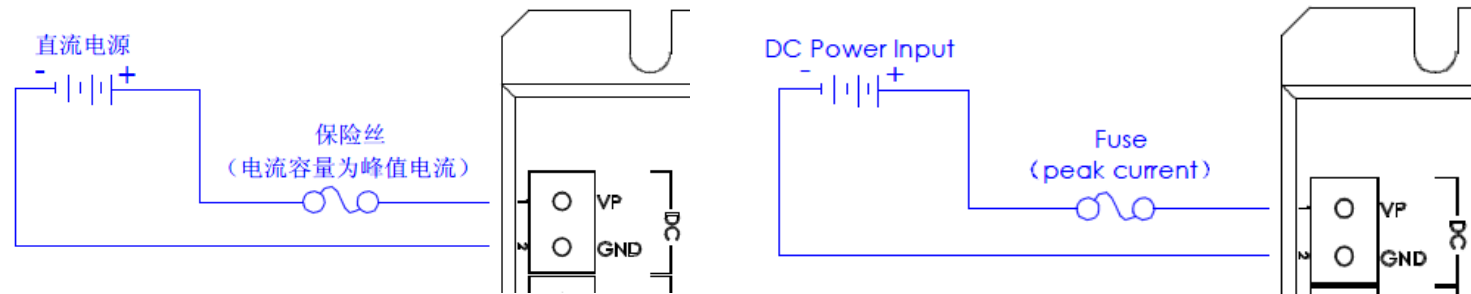 直流电源
- +
保险丝
（电流容量为峰值电流）
1 VP
DC
2 GND
DC Power Input
- +
Fuse
(peak current)
1 VP
DC
2 GND